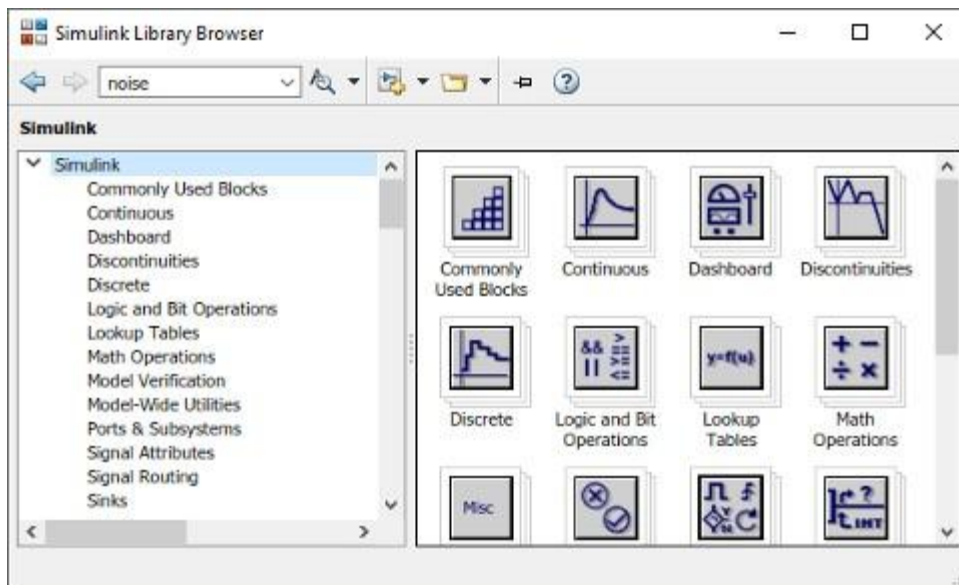 Simulink Library Browser
noise
Simulink
Simulink
Commonly Used Blocks
Continuous
Dashboard
Discontinuities
Discrete
Logic and Bit Operations
Lookup Tables
Math Operations
Model Verification
Model-Wide Utilities
Ports & Subsystems
Signal Attributes
Signal Routing
Sinks
Commonly
Used Blocks
Continuous
Dashboard
Discontinuities
&& >
|| >=
==
<=
y=f(u)
+ −
÷ ×
Discrete
Logic and Bit
Operations
Lookup
Tables
Math
Operations
Misc
?
t INT